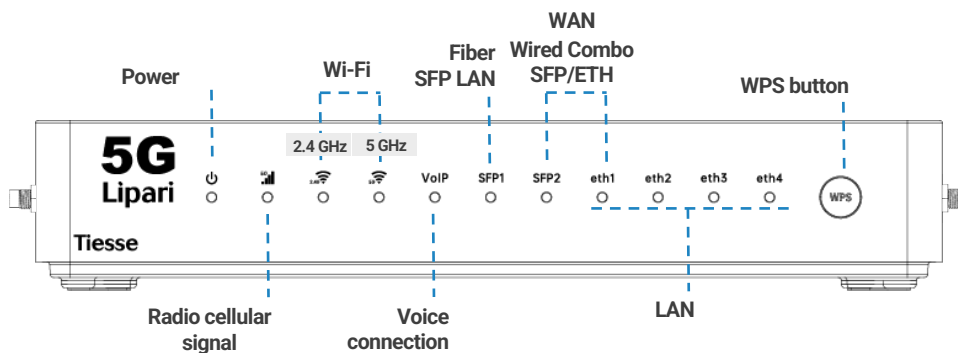 WAN
Fiber
SFP LAN
Wired Combo
SFP/ETH
Wi-Fi
Power
WPS button
2.4 GHz
5 GHz
5G
Lipari
VoIP
SFP1
SFP2
eth1
eth2
eth3
eth4
WPS
Tiesse
Radio cellular
signal
Voice
connection
LAN